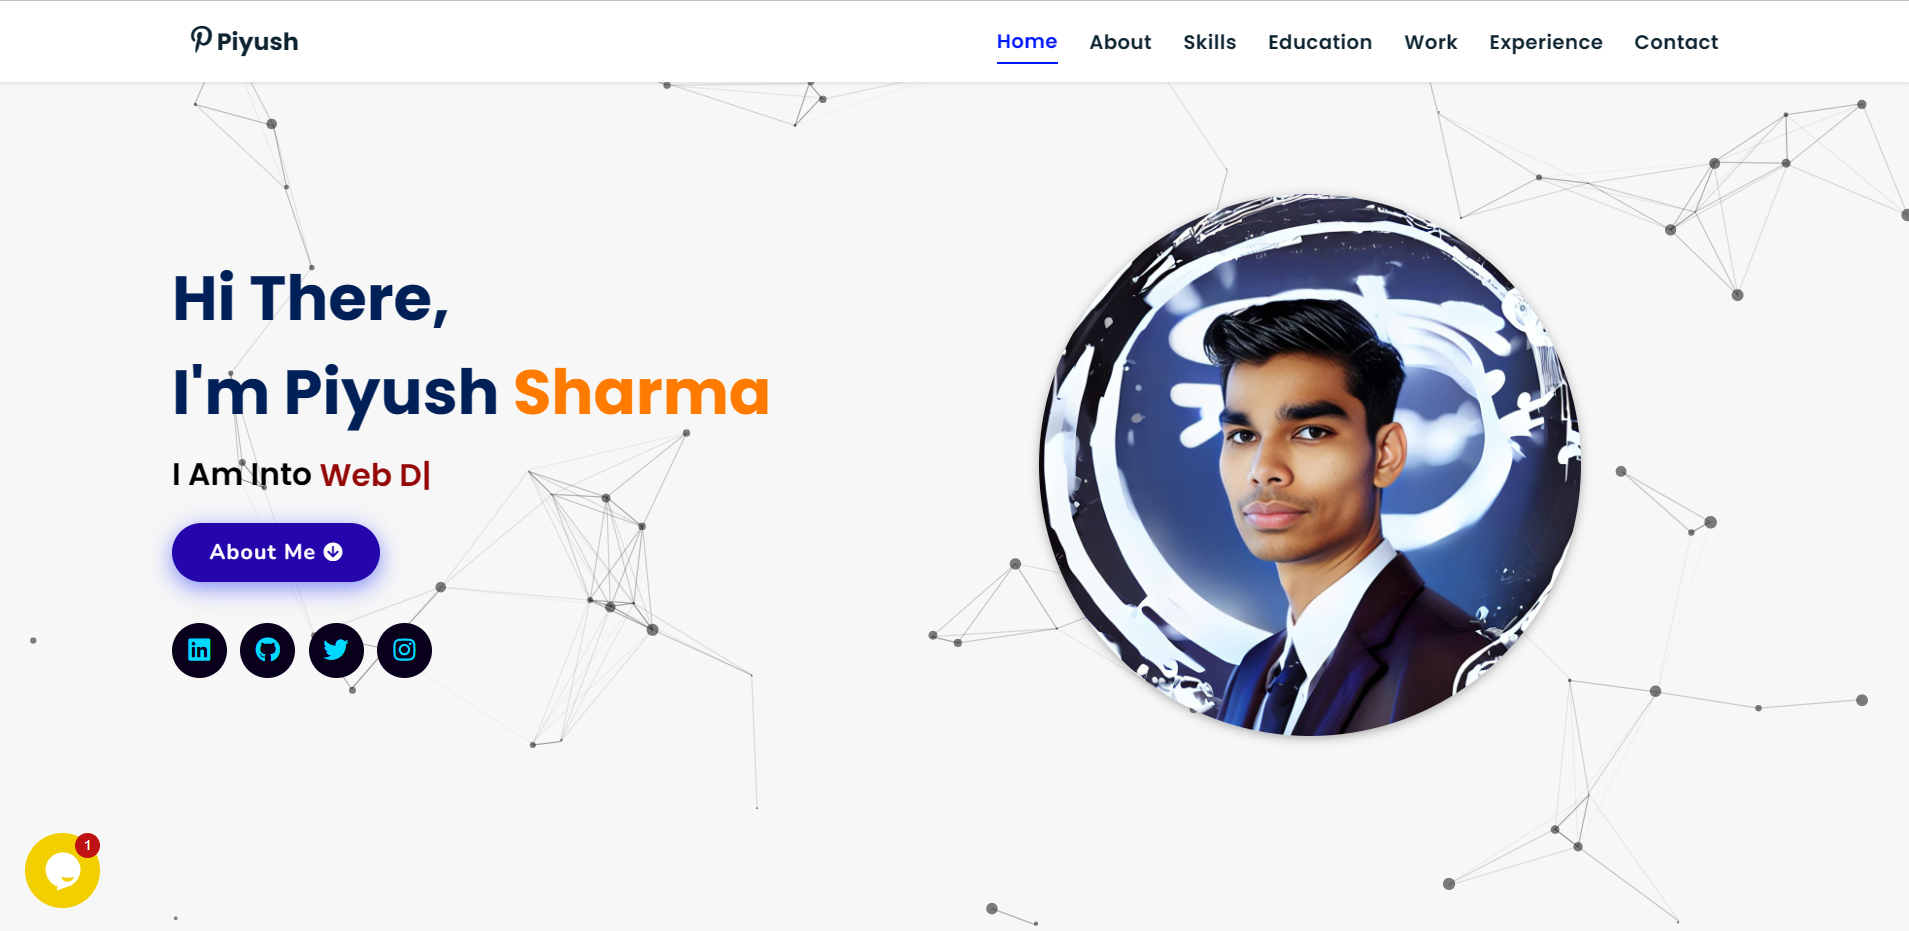 Piyush
Home About Skills Education Work Experience Contact
Hi There,
I'm Piyush Sharma
I Am Into Web D|
About Me
1